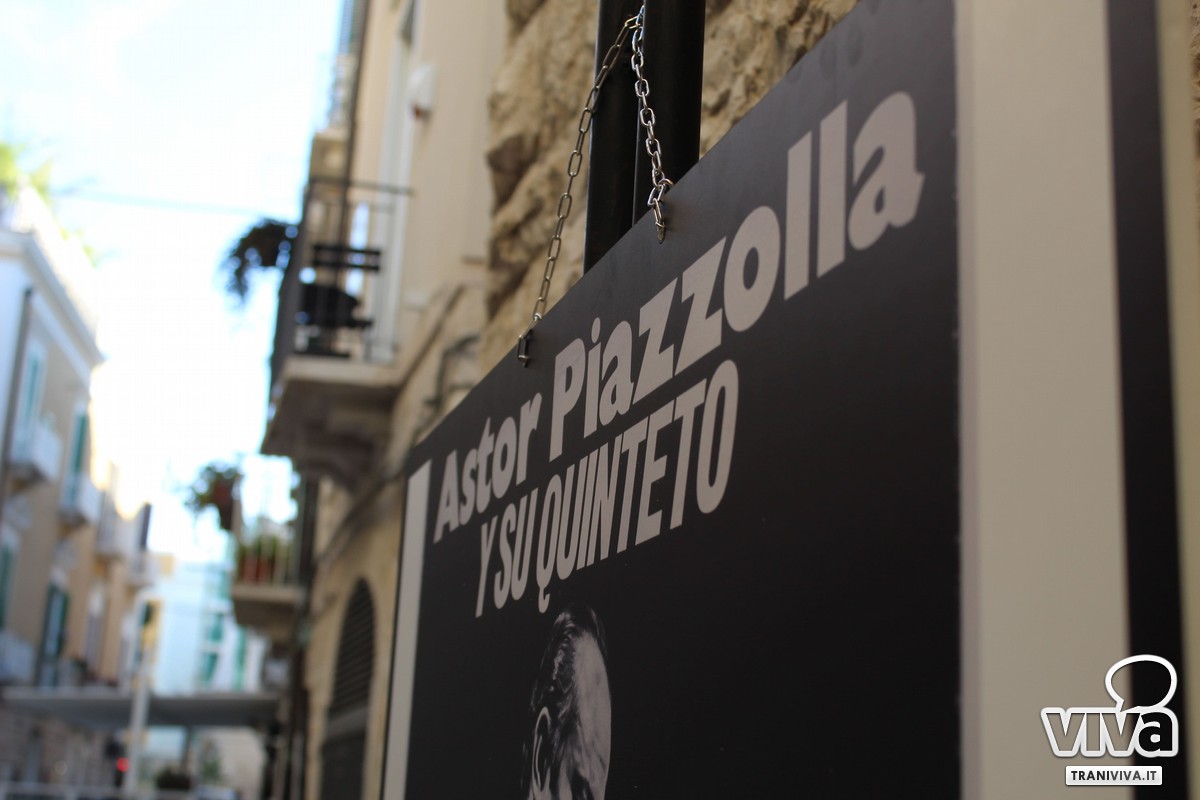 Astor Piazzolla
Y SU QUINTETO
viva
TRANIVIVA.IT